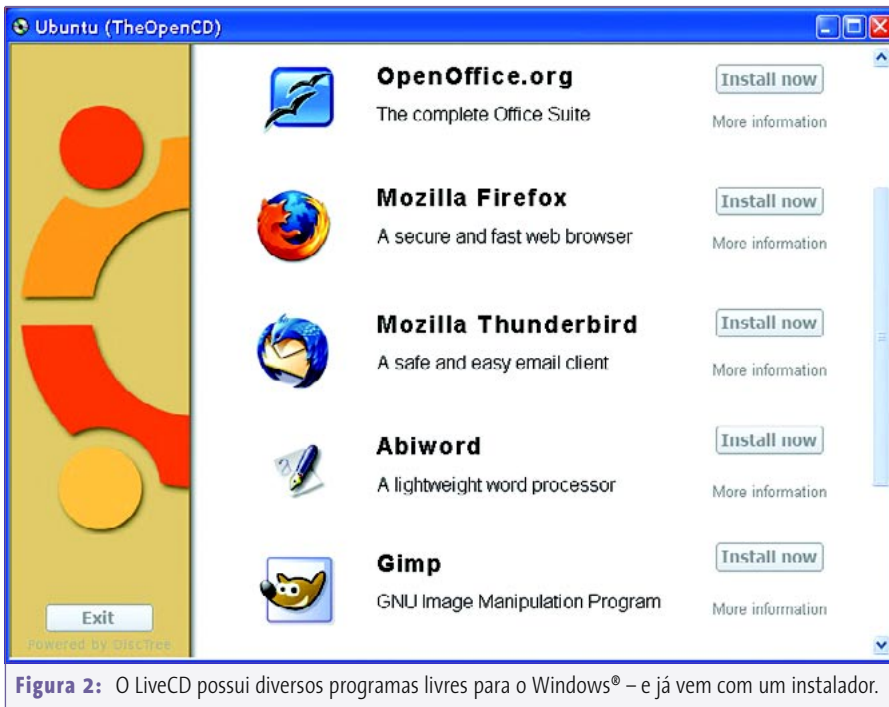 Ubuntu (TheOpenCD)
OpenOffice.org
The complete Office Suite
Install now
More information
Mozilla Firefox
A secure and fast web browser
Install now
More information
Mozilla Thunderbird
A safe and easy email client
Install now
More information
Abiword
A lightweight word processor
Install now
More information
Gimp
GNU Image Manipulation Program
Install now
More information
Exit
Powered by DiscTree
Figura 2: O LiveCD possui diversos programas livres para o Windows® – e já vem com um instalador.